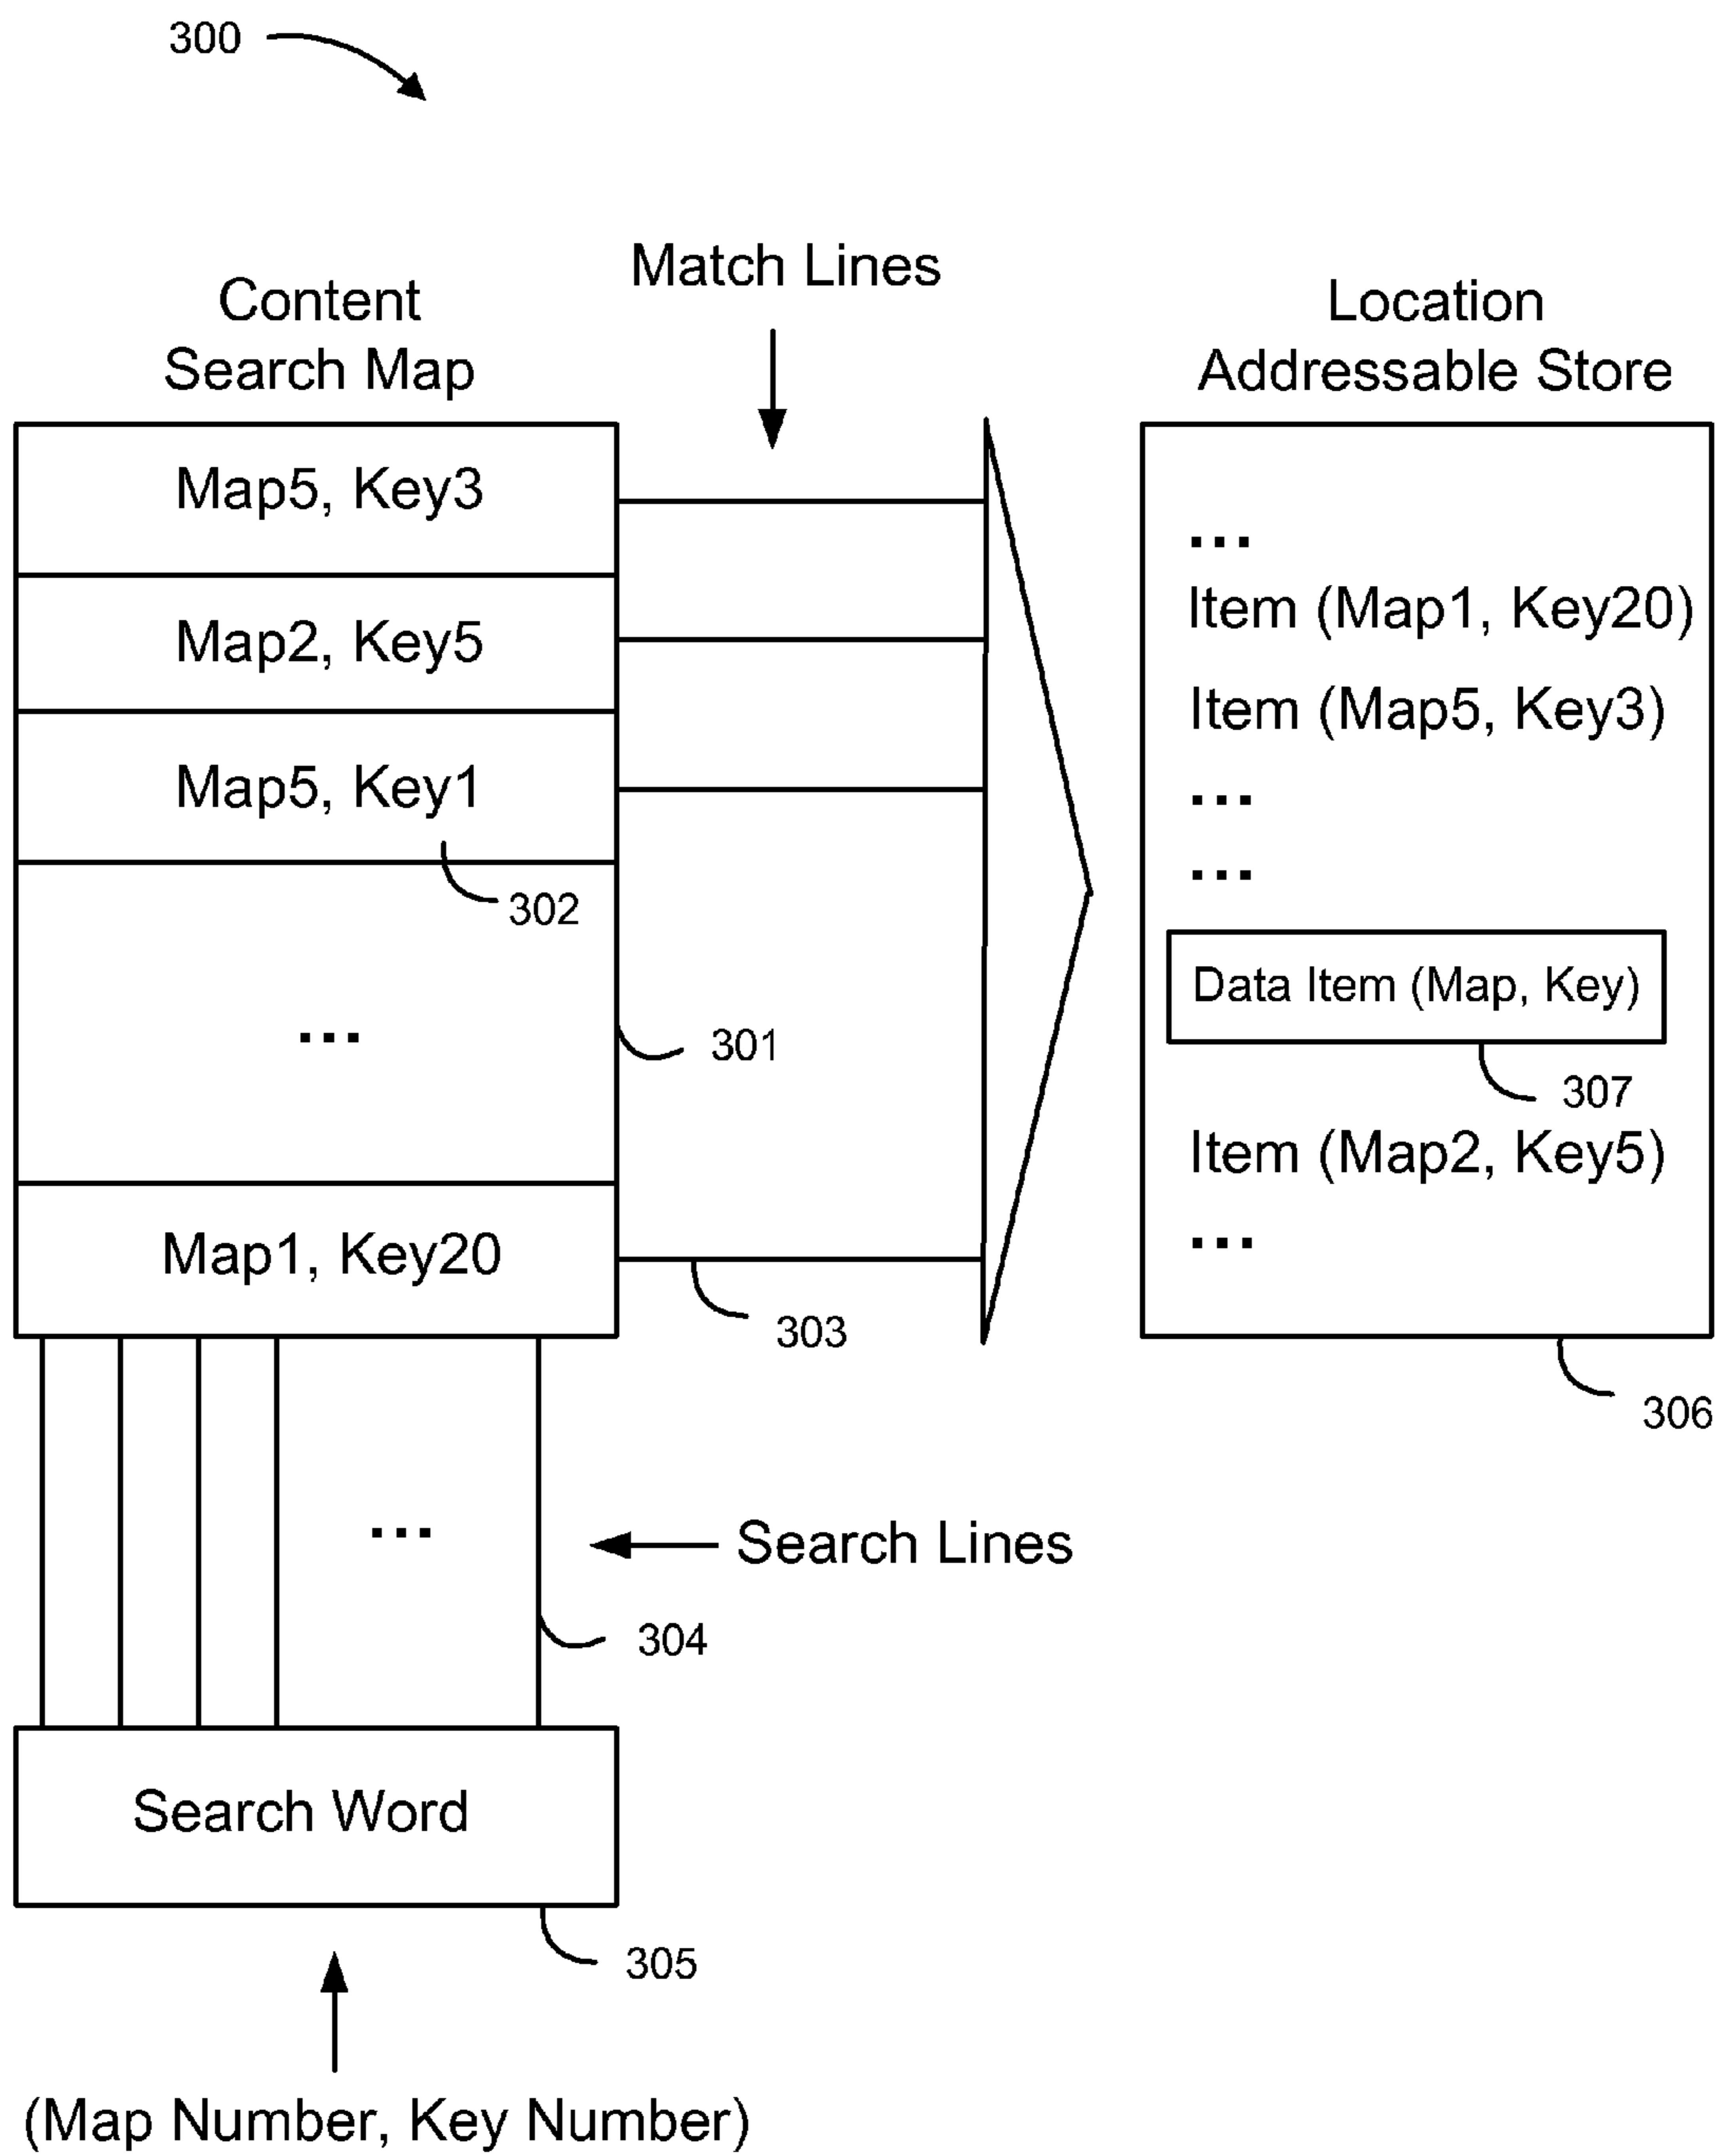 300
Match Lines
Content
Search Map
Location
Addressable Store
Map5, Key3
Map2, Key5
Map5, Key1
302
...
301
Map1, Key20
303
...
Item (Map1, Key20)
Item (Map5, Key3)
...
...
Data Item (Map, Key)
307
Item (Map2, Key5)
...
306
...
Search Lines
304
Search Word
305
(Map Number, Key Number)